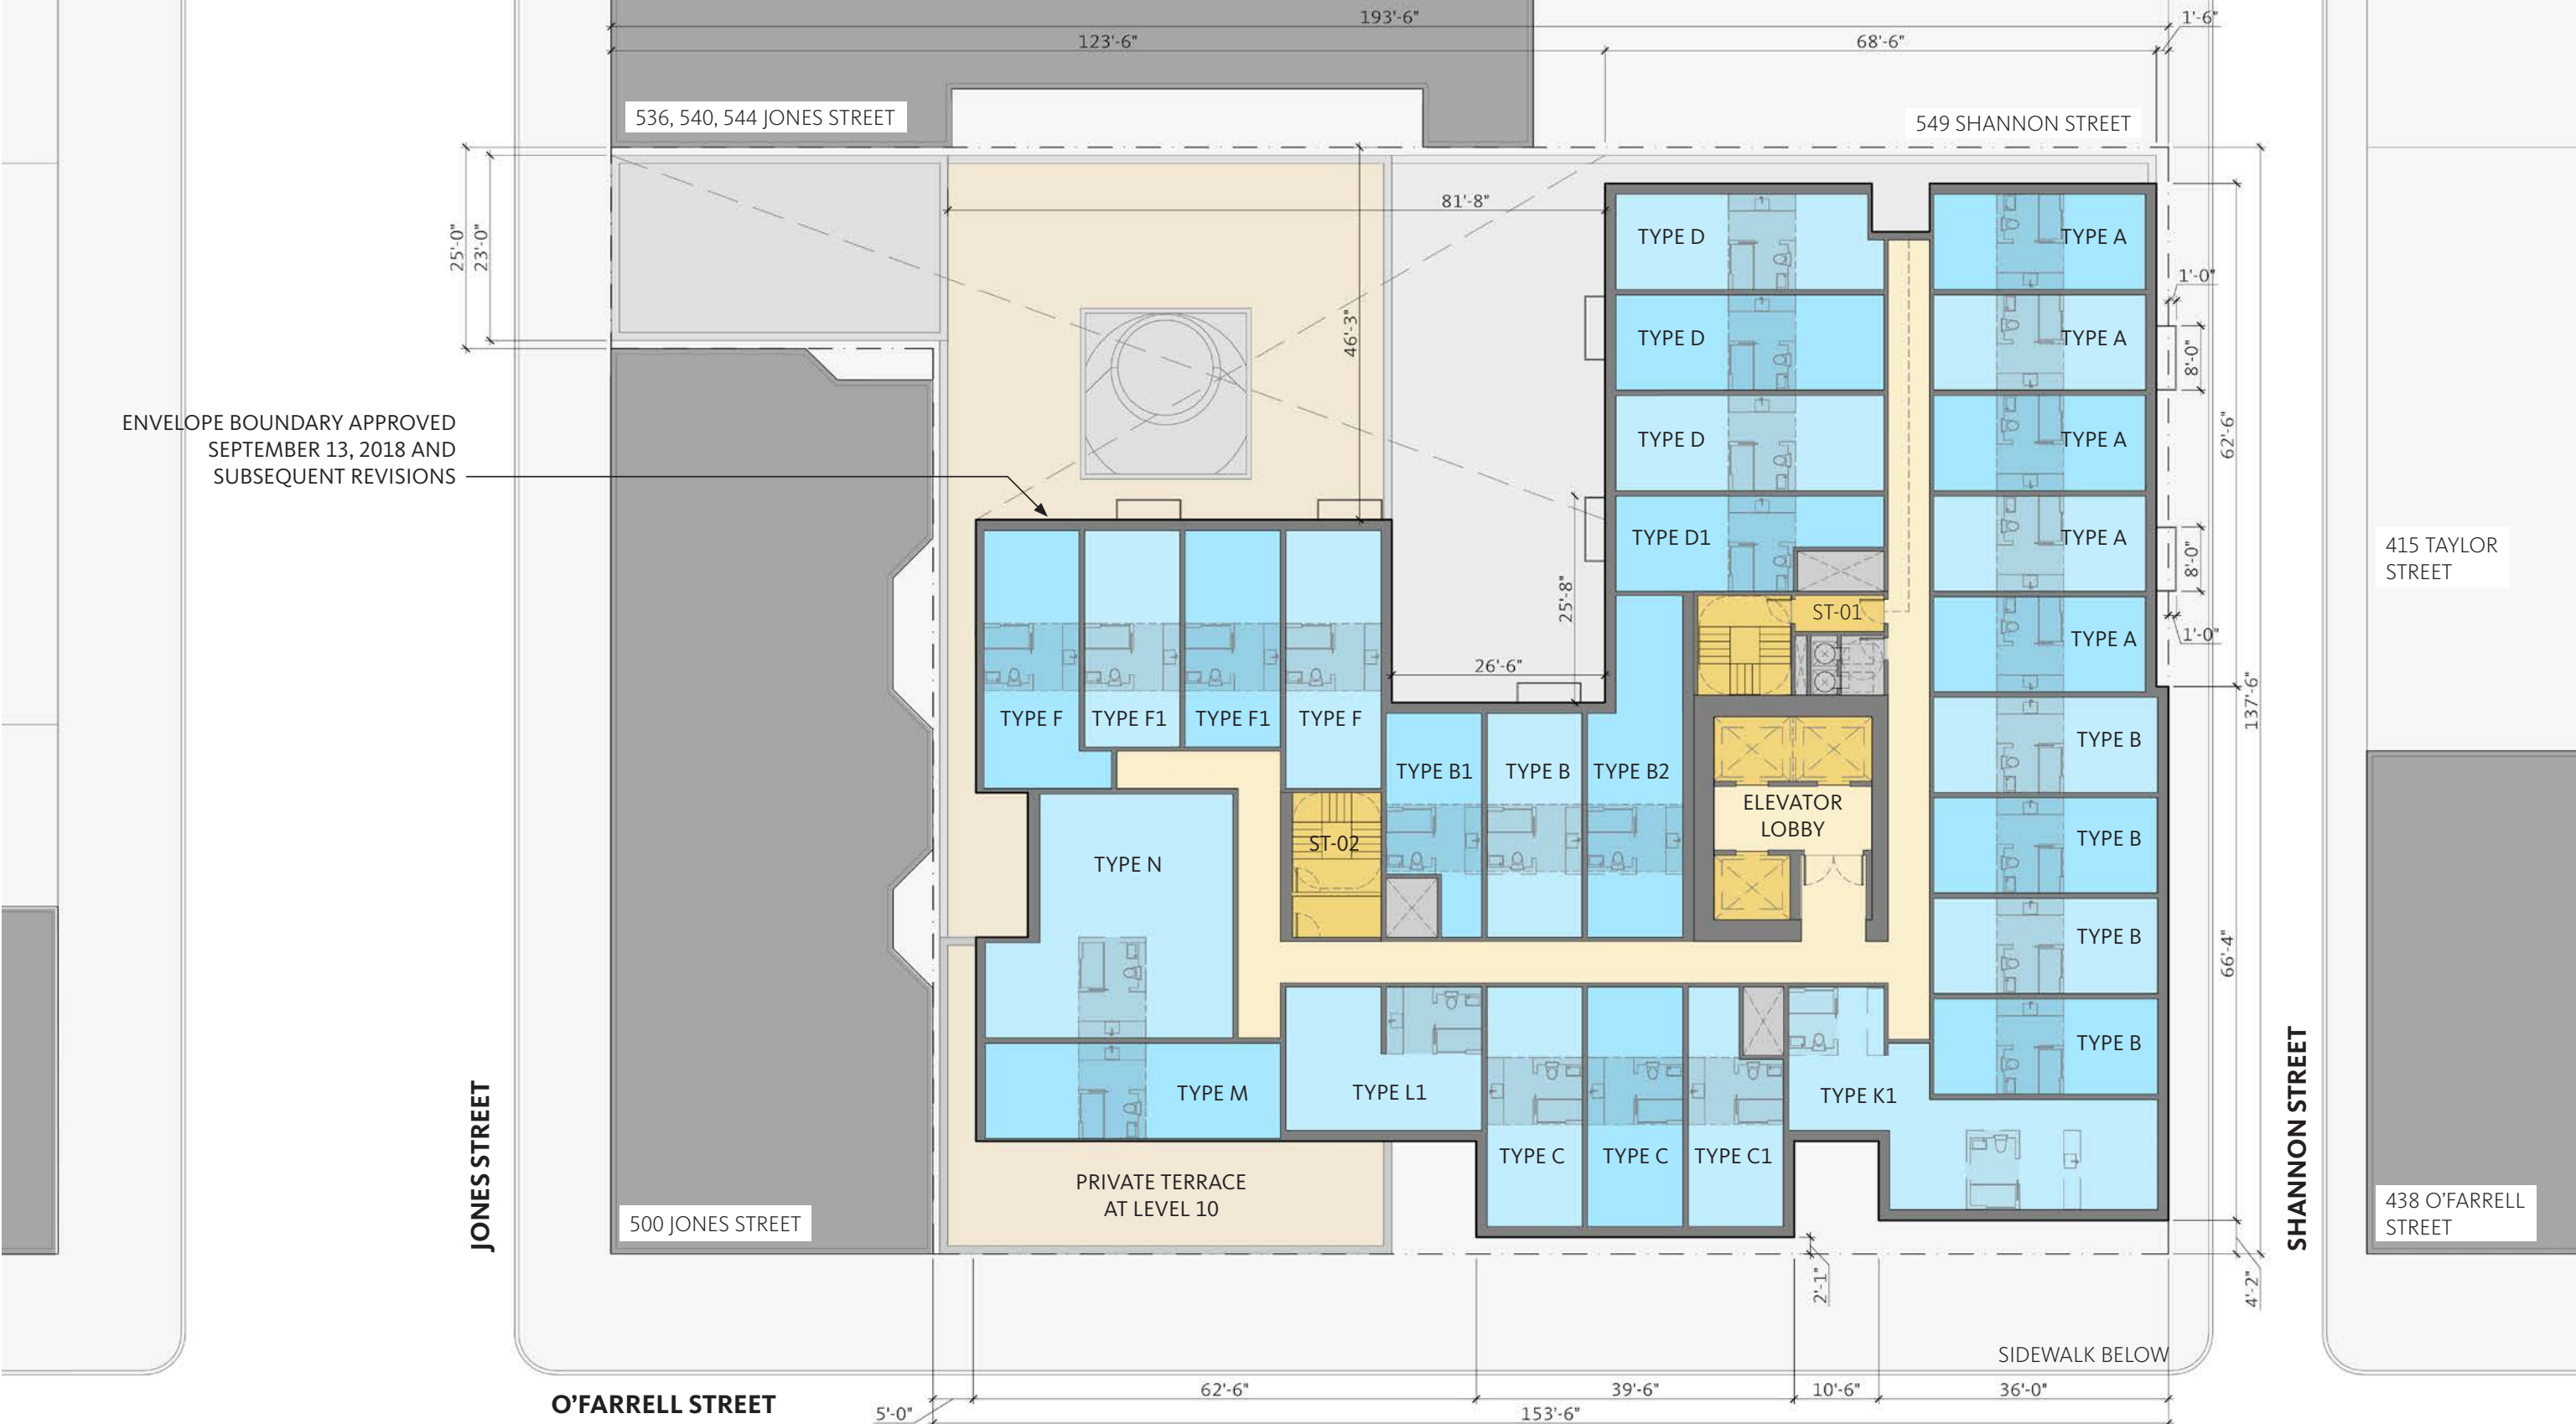 193'-6"
1'-6"
123'-6"
68'-6"
536, 540, 544 JONES STREET
549 SHANNON STREET
25'-0"
23'-0"
81'-8"
46'-3"
TYPE D
TYPE A
1'-0"
TYPE D
TYPE A
8'-0"
ENVELOPE BOUNDARY APPROVED
SEPTEMBER 13, 2018 AND
SUBSEQUENT REVISIONS
TYPE D
TYPE A
62'-6"
TYPE D1
TYPE A
8'-0"
415 TAYLOR
STREET
25'-8"
ST-01
TYPE A
1'-0"
26'-6"
137'-6"
TYPE F
TYPE F1
TYPE F1
TYPE F
TYPE B
TYPE B1
TYPE B
TYPE B2
ELEVATOR
LOBBY
TYPE B
ST-02
TYPE N
TYPE B
66'-4"
TYPE B
TYPE M
TYPE L1
TYPE K1
TYPE C
TYPE C
TYPE C1
JONES STREET
SHANNON STREET
PRIVATE TERRACE
AT LEVEL 10
500 JONES STREET
438 O'FARRELL
STREET
2'-1"
4'-2"
SIDEWALK BELOW
O'FARRELL STREET
62'-6"
39'-6"
10'-6"
36'-0"
5'-0"
153'-6"